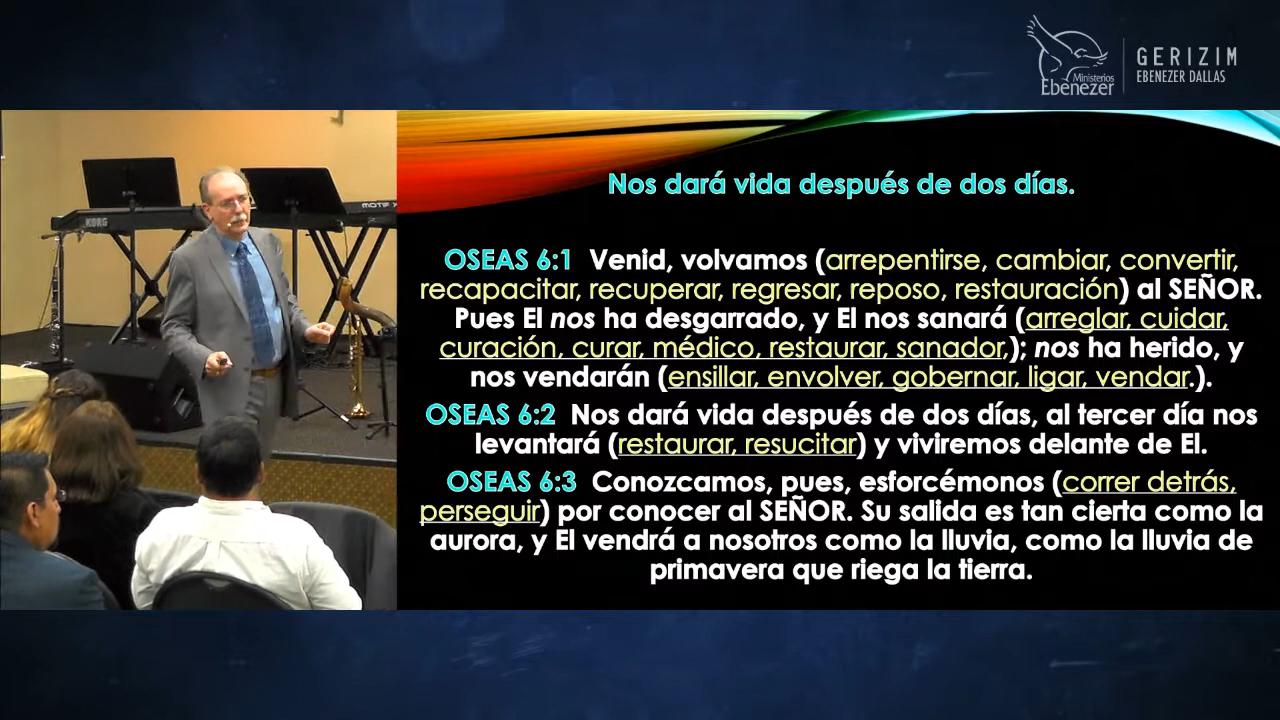 Ministerios
Ebenezer
GERIZIM
EBENEZER DALLAS
KORG
MOTIF
Nos dará vida después de dos días.
OSEAS 6:1 Venid, volvamos (arrepentirse, cambiar, convertir,
recapacitar, recuperar, regresar, reposo, restauración) al SEÑOR.
Pues El nos ha desgarrado, y El nos sanará (arreglar, cuidar,
curación, curar, médico, restaurar, sanador,); nos ha herido, y
nos vendarán (ensillar, envolver, gobernar, ligar, vendar.).
OSEAS 6:2 Nos dará vida después de dos días, al tercer día nos
levantará (restaurar, resucitar) y viviremos delante de El.
OSEAS 6:3 Conozcamos, pues, esforcémonos (correr detrás,
perseguir) por conocer al SEÑOR. Su salida es tan cierta como la
aurora, y El vendrá a nosotros como la lluvia, como la lluvia de
primavera que riega la tierra.